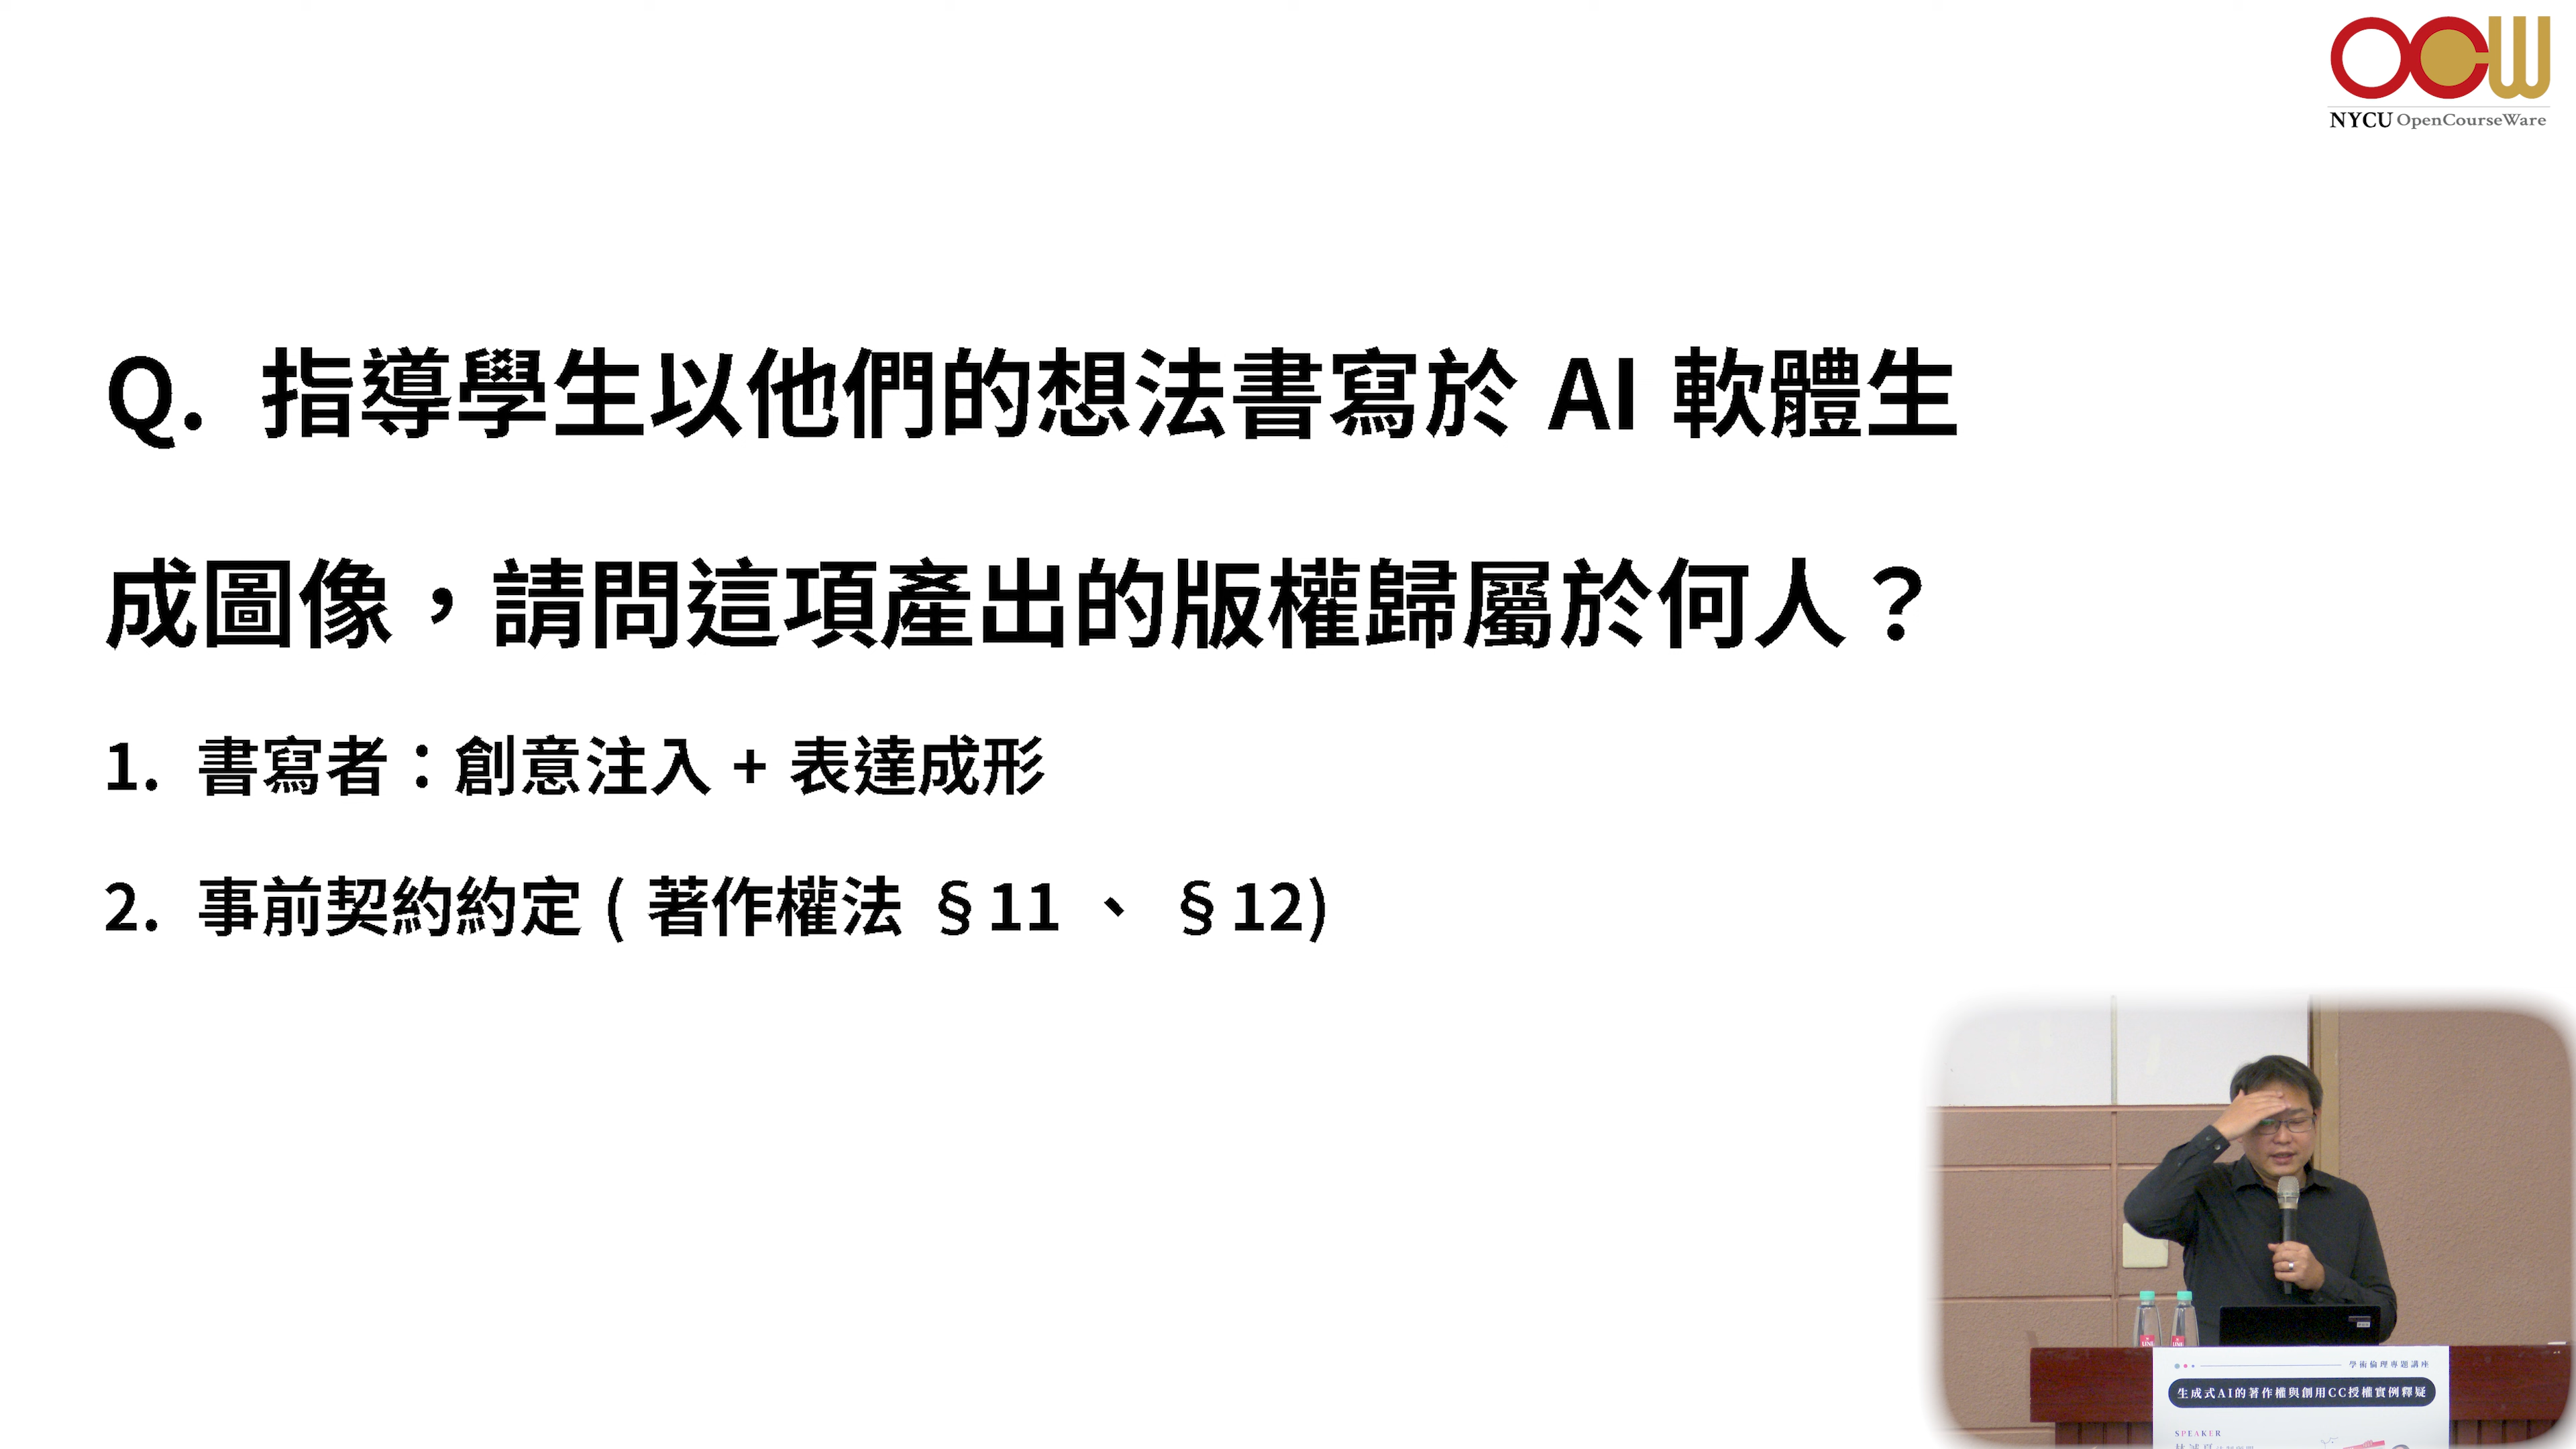 OCW
NYCU OpenCourseWare
Q. 指導學生以他們的想法書寫於 AI 軟體生
成圖像，請問這項產出的版權歸屬於何人？
1. 書寫者：創意注入 + 表達成形
2. 事前契約約定 ( 著作權法 §11 、 §12)
學術倫理專題講座
生成式AI的著作權與創用CC授權實例釋疑
SPEAKER